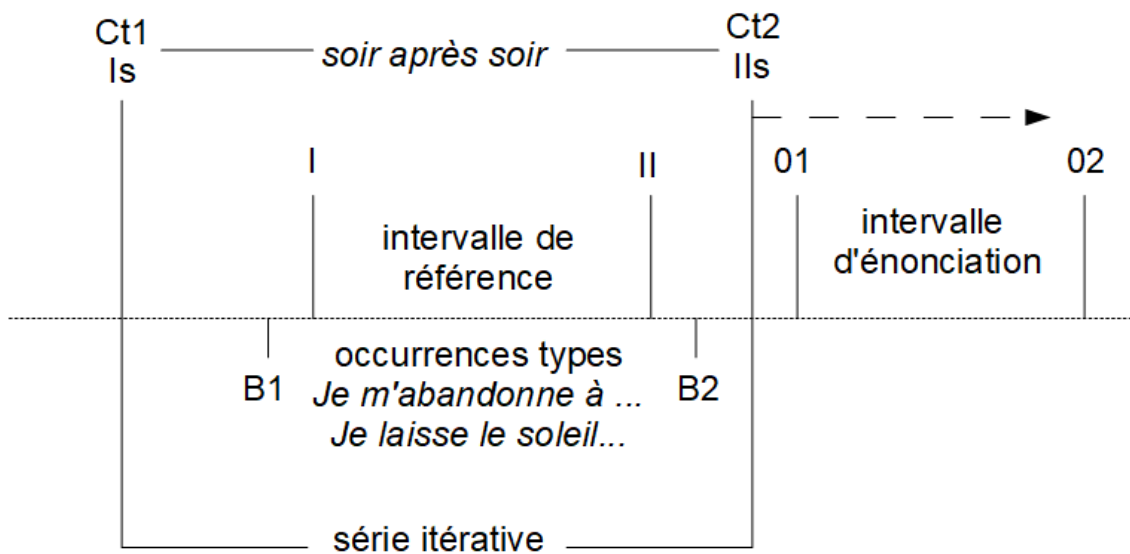 Ct1 soir après soir Ct2
Is IIs
I II 01 02
intervalle de
référence
intervalle
d'énonciation
occurrences types
B1 Je m'abandonne à ... B2
Je laisse le soleil...
série itérative